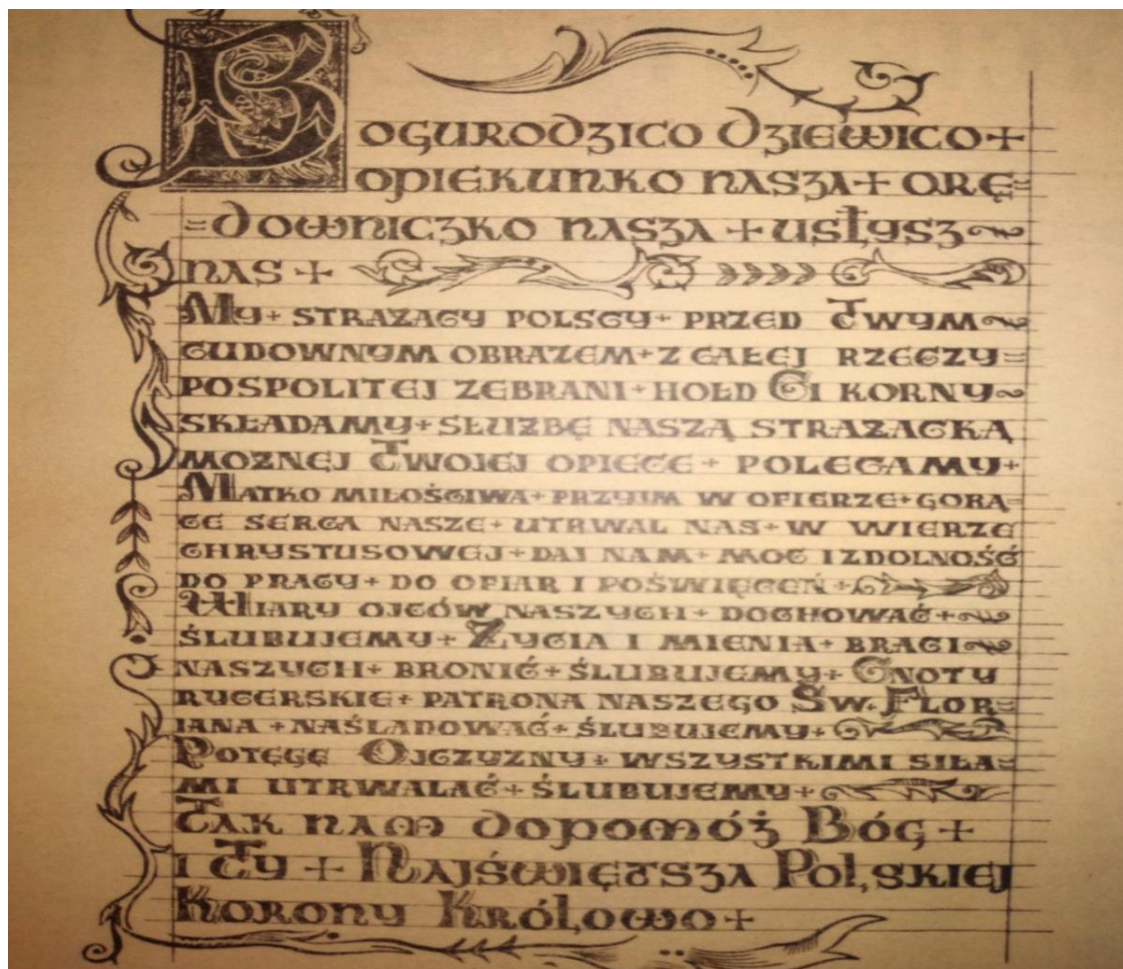 BOGURODZICO DZIEWICO+
OPIEKUNKO NASZA+ ORĘ=
=DOWNICZKO NASZA + USŁYSZ
NAS +
MY+ STRAŻACY POLSCY+ PRZED TWYM
CUDOWNYM OBRAZEM+ Z CAŁEJ RZECZY=
POSPOLITEJ ZEBRANI+ HOŁD CI KORNY
SKŁADAMY+ SŁUŻBĘ NASZĄ STRAŻACKĄ
MOŻNEJ TWOJEJ OPIECE + POLECAMY+
MATKO MIŁOŚCIWA+ PRZYJM W OFIERZE+ GORĄ=
CE SERCA NASZE+ UTRWAL NAS+ W WIERZE
CHRYSTUSOWEJ+ DAJ NAM+ MOC I ZDOLNOŚĆ
DO PRACY+ DO OFIAR I POŚWIĘCEŃ+
WIARY OJCÓW NASZYCH+ DOCHOWAĆ+
ŚLUBUJEMY+ ŻYCIA I MIENIA+ BRACI
NASZYCH+ BRONIĆ+ ŚLUBUJEMY+ CNOTY
RYCERSKIE+ PATRONA NASZEGO ŚW. FLOR=
IANA +NAŚLADOWAĆ+ ŚLUBUJEMY+
POTĘGĘ OJCZYZNY+ WSZYSTKIMI SIŁA=
MI UTRWALAĆ+ ŚLUBUJEMY+
TAK NAM DOPOMÓŻ BÓG +
I TY + NAJŚWIĘTSZA POLSKIEJ
KORONY KRÓLOWO+